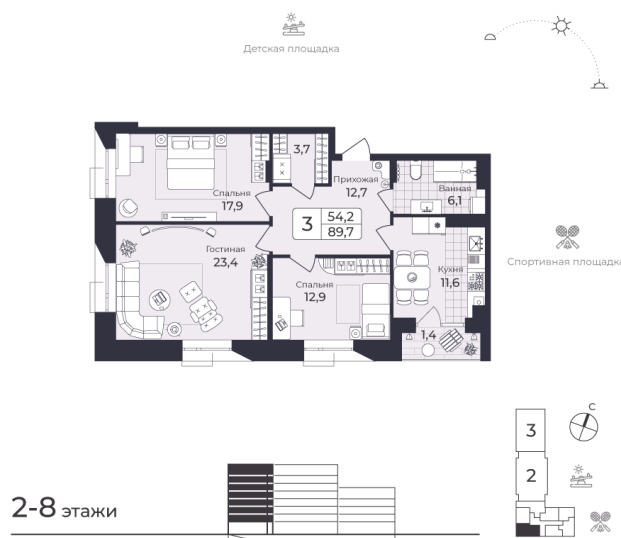 Детская площадка
3,7
Прихожая
12,7
Спальня
17,9
Ванная
6,1
3
54,2
89,7
Гостиная
23,4
Спортивная площадка
Кухня
11,6
Спальня
12,9
1,4
С
3
2
2-8 этажи